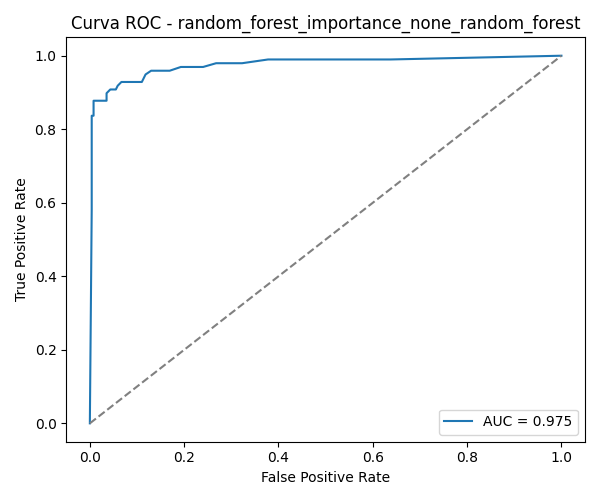 Curva ROC - random_forest_importance_none_random_forest
1.0
0.8
0.6
0.4
0.2
0.0
True Positive Rate
AUC = 0.975
0.0 0.2 0.4 0.6 0.8 1.0
False Positive Rate